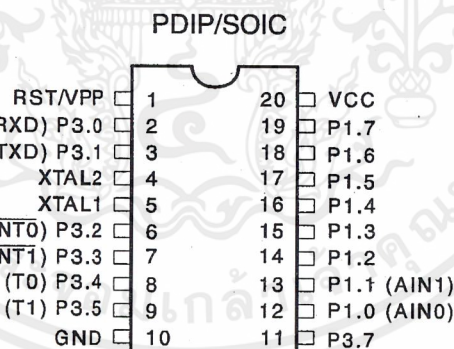 PDIP/SOIC
RST/VPP 1 20 VCC
RXD) P3.0 2 19 P1.7
TXD) P3.1 3 18 P1.6
XTAL2 4 17 P1.5
XTAL1 5 16 P1.4
NT0) P3.2 6 15 P1.3
NT1) P3.3 7 14 P1.2
(T0) P3.4 8 13 P1.1 (AIN1)
(T1) P3.5 9 12 P1.0 (AIN0)
GND 10 11 P3.7